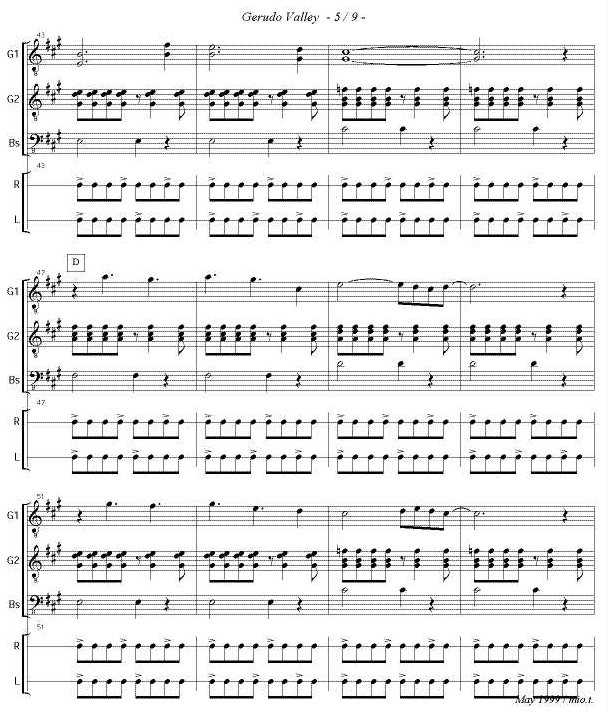 Gerudo Valley - 5 / 9 -
43
G1
G2
Bs
43
R
L
D
47
G1
G2
Bs
47
R
L
51
G1
G2
Bs
51
R
L
May 1999 / mio.t.